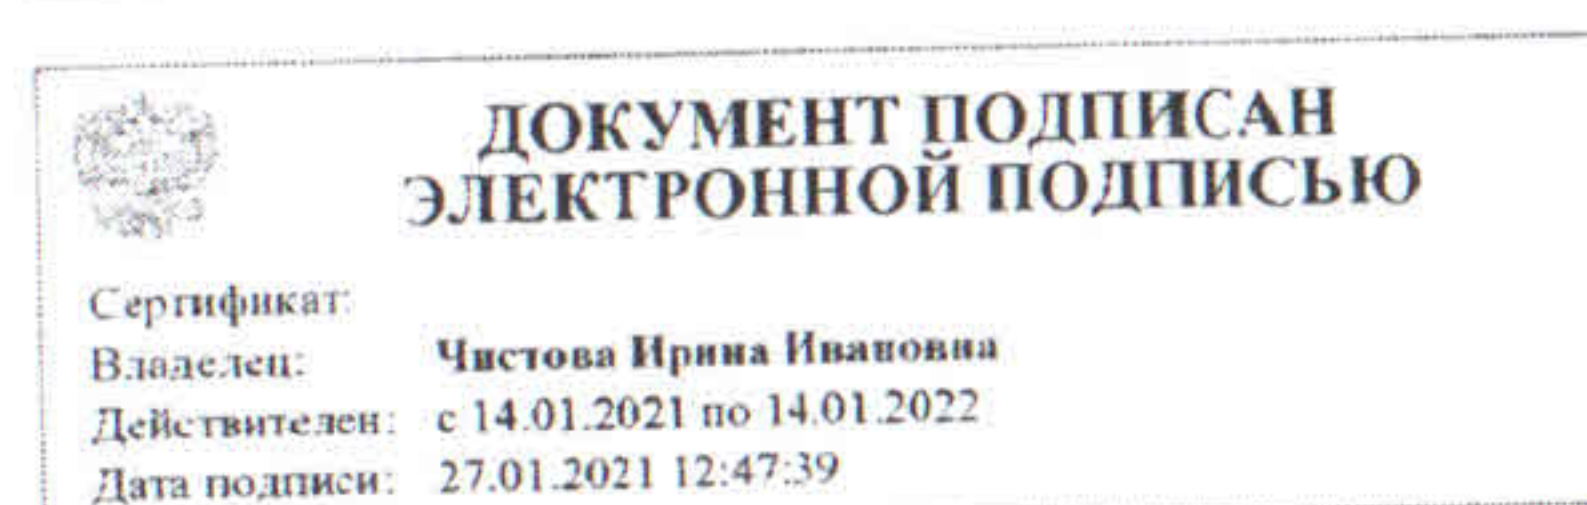 ДОКУМЕНТ ПОДПИСАН
ЭЛЕКТРОННОЙ ПОДПИСЬЮ
Сертификат:
Владелец: Чистова Ирина Ивановна
Действителен: с 14.01.2021 по 14.01.2022
Дата подписи: 27.01.2021 12:47:39